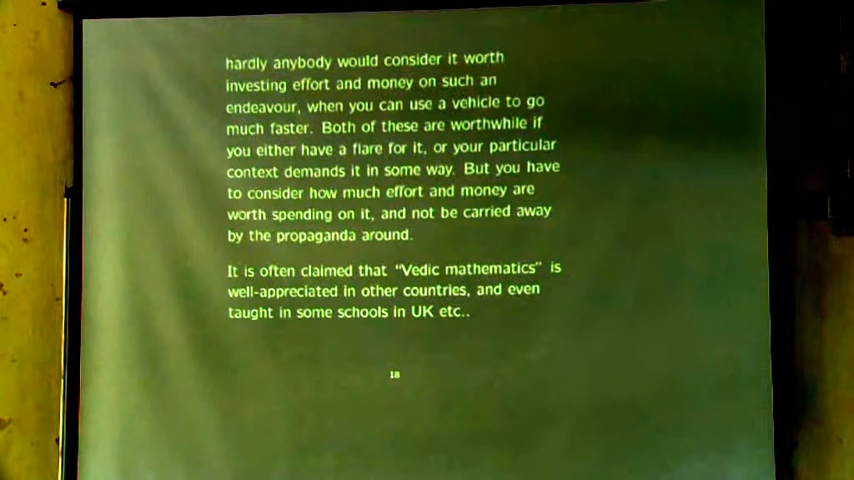 hardly anybody would consider it worth
investing effort and money on such an
endeavour, when you can use a vehicle to go
much faster. Both of these are worthwhile if
you either have a flare for it, or your particular
context demands it in some way. But you have
to consider how much effort and money are
worth spending on it, and not be carried away
by the propaganda around.
It is often claimed that “Vedic mathematics” is
well-appreciated in other countries, and even
taught in some schools in UK etc..
18